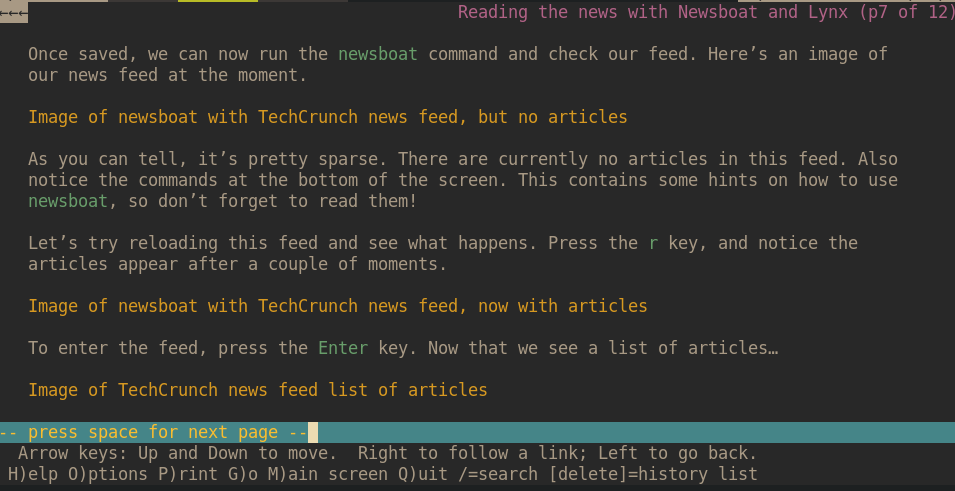 ←←← Reading the news with Newsboat and Lynx (p7 of 12)
Once saved, we can now run the newsboat command and check our feed. Here’s an image of
our news feed at the moment.
Image of newsboat with TechCrunch news feed, but no articles
As you can tell, it’s pretty sparse. There are currently no articles in this feed. Also
notice the commands at the bottom of the screen. This contains some hints on how to use
newsboat, so don’t forget to read them!
Let’s try reloading this feed and see what happens. Press the r key, and notice the
articles appear after a couple of moments.
Image of newsboat with TechCrunch news feed, now with articles
To enter the feed, press the Enter key. Now that we see a list of articles…
Image of TechCrunch news feed list of articles
-- press space for next page --
Arrow keys: Up and Down to move.  Right to follow a link; Left to go back.
H)elp O)ptions P)rint G)o M)ain screen Q)uit /=search [delete]=history list